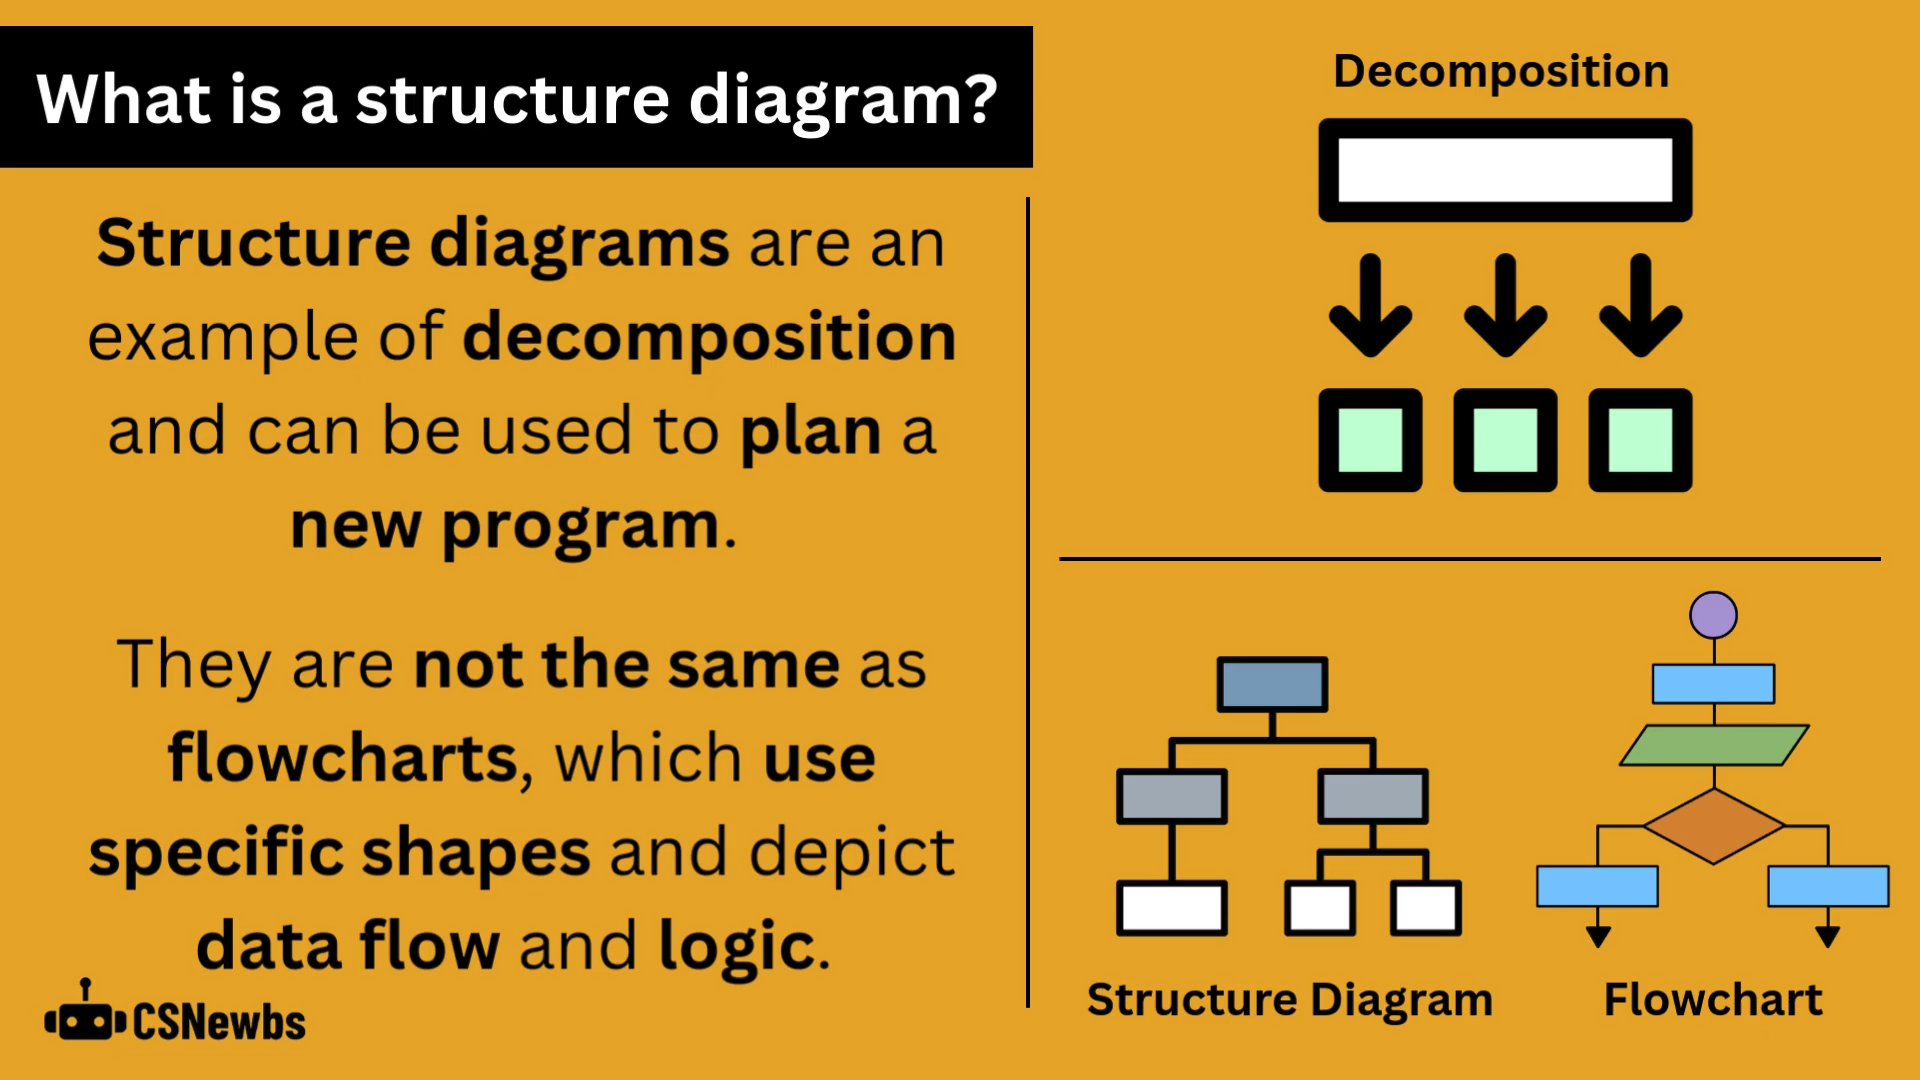 What is a structure diagram?
Structure diagrams are an
example of decomposition
and can be used to plan a
new program.
They are not the same as
flowcharts, which use
specific shapes and depict
data flow and logic.
CSNewbs
Decomposition
Structure Diagram
Flowchart